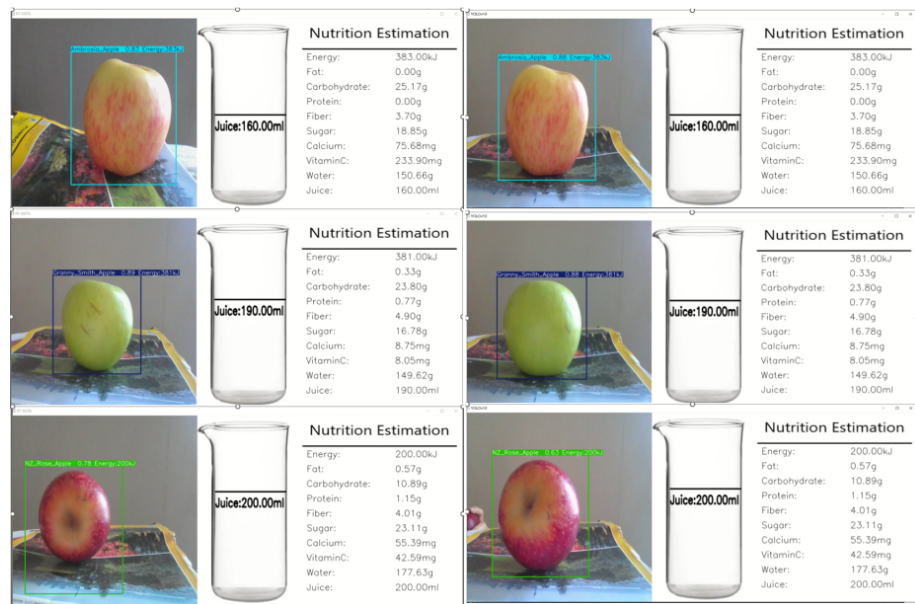 Ambrosia_Apple 0.83 Energy:383kJ
Juice:160.00ml
Nutrition Estimation
Energy: 383.00kJ
Fat: 0.00g
Carbohydrate: 25.17g
Protein: 0.00g
Fiber: 3.70g
Sugar: 18.85g
Calcium: 75.68mg
VitaminC: 233.90mg
Water: 150.66g
Juice: 160.00ml
Ambrosia_Apple 0.88 Energy:383kJ
Juice:160.00ml
Nutrition Estimation
Energy: 383.00kJ
Fat: 0.00g
Carbohydrate: 25.17g
Protein: 0.00g
Fiber: 3.70g
Sugar: 18.85g
Calcium: 75.68mg
VitaminC: 233.90mg
Water: 150.66g
Juice: 160.00ml
Granny_Smith_Apple 0.89 Energy:381kJ
Juice:190.00ml
Nutrition Estimation
Energy: 381.00kJ
Fat: 0.33g
Carbohydrate: 23.80g
Protein: 0.77g
Fiber: 4.90g
Sugar: 16.78g
Calcium: 8.75mg
VitaminC: 8.05mg
Water: 149.62g
Juice: 190.00ml
Granny_Smith_Apple 0.88 Energy:381kJ
Juice:190.00ml
Nutrition Estimation
Energy: 381.00kJ
Fat: 0.33g
Carbohydrate: 23.80g
Protein: 0.77g
Fiber: 4.90g
Sugar: 16.78g
Calcium: 8.75mg
VitaminC: 8.05mg
Water: 149.62g
Juice: 190.00ml
NZ_Rose_Apple 0.78 Energy:200kJ
Juice:200.00ml
Nutrition Estimation
Energy: 200.00kJ
Fat: 0.57g
Carbohydrate: 10.89g
Protein: 1.15g
Fiber: 4.01g
Sugar: 23.11g
Calcium: 55.39mg
VitaminC: 42.59mg
Water: 177.63g
Juice: 200.00ml
NZ_Rose_Apple 0.63 Energy:200kJ
Juice:200.00ml
Nutrition Estimation
Energy: 200.00kJ
Fat: 0.57g
Carbohydrate: 10.89g
Protein: 1.15g
Fiber: 4.01g
Sugar: 23.11g
Calcium: 55.39mg
VitaminC: 42.59mg
Water: 177.63g
Juice: 200.00ml